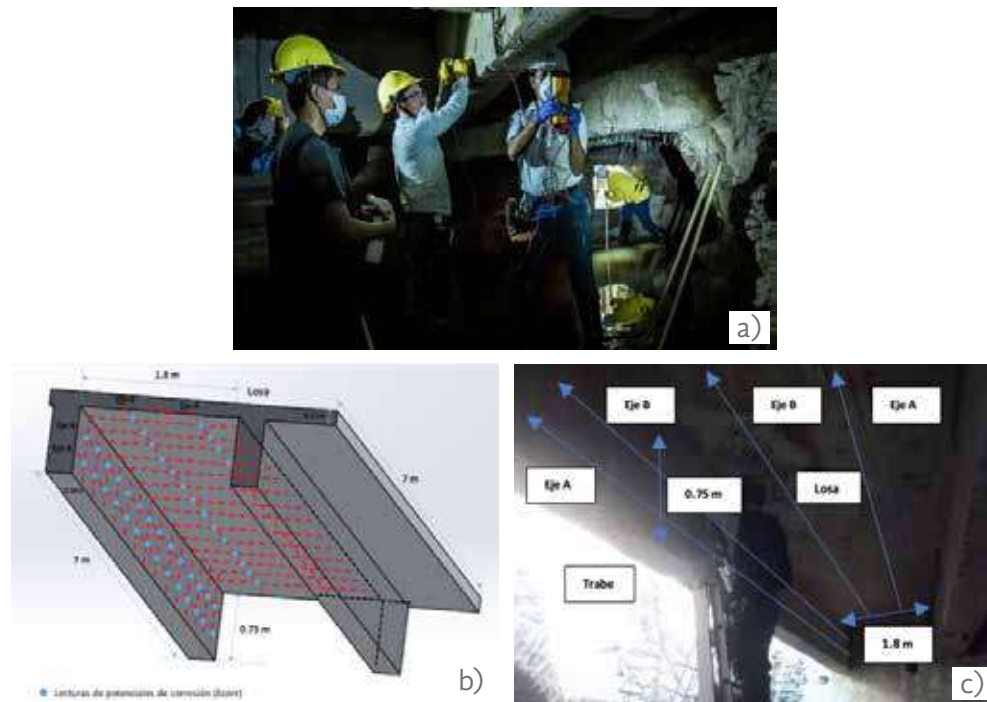 a)
1.8 m
Losa
7 m
7 m
0.75 m
Lecturas de potenciales de corrosión (Ecorr)
b)
Eje B
Eje B
Eje A
Eje A
0.75 m
Losa
Trabe
1.8 m
c)